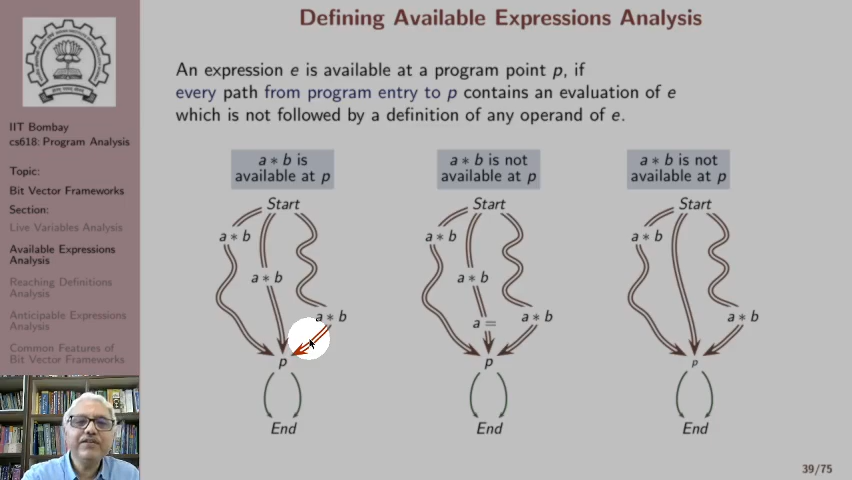 Defining Available Expressions Analysis
An expression e is available at a program point p, if
every path from program entry to p contains an evaluation of e
which is not followed by a definition of any operand of e.
IIT Bombay
cs618: Program Analysis
Topic:
Bit Vector Frameworks
Section:
Live Variables Analysis
Available Expressions
Analysis
Reaching Definitions
Analysis
Anticipable Expressions
Analysis
Common Features of
Bit Vector Frameworks
a ∗ b is
available at p
Start
a ∗ b
a ∗ b
a ∗ b
p
End
a ∗ b is not
available at p
Start
a ∗ b
a ∗ b
a ∗ b
a =
p
End
a ∗ b is not
available at p
Start
a ∗ b
a ∗ b
p
End
39/75